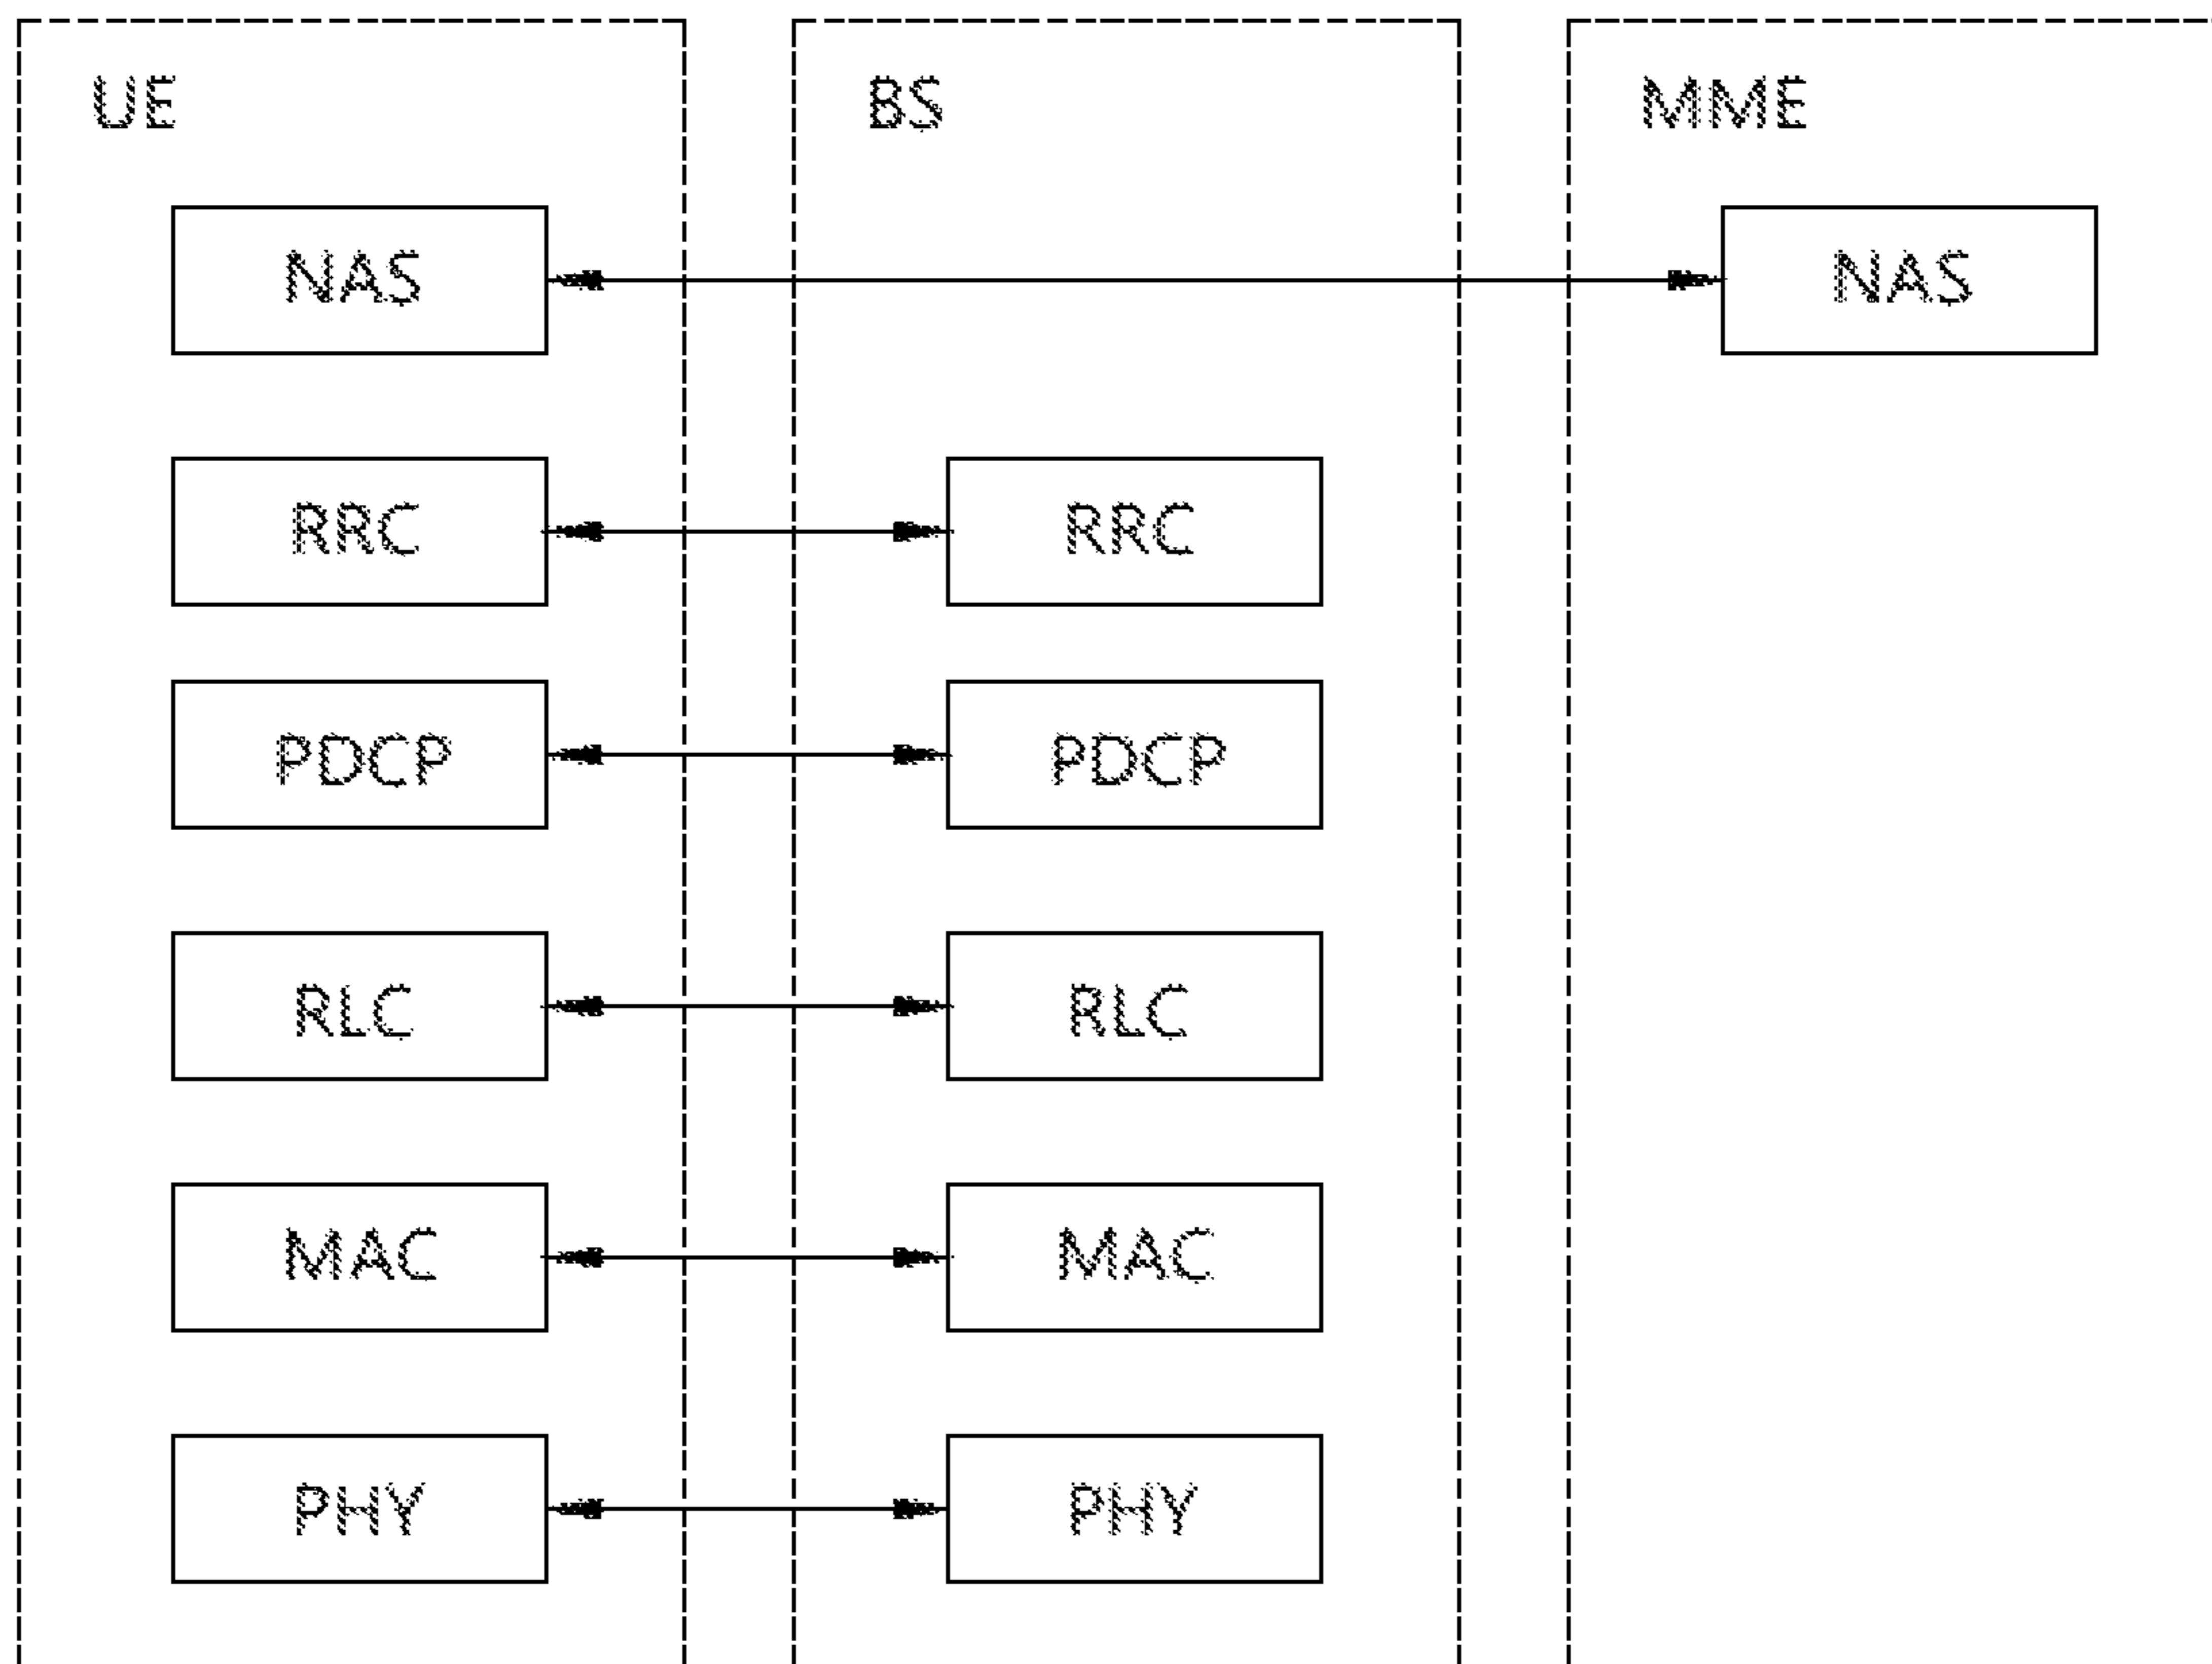 UE BS MME
NAS NAS
RRC RRC
PDCP PDCP
RLC RLC
MAC MAC
PHY PHY